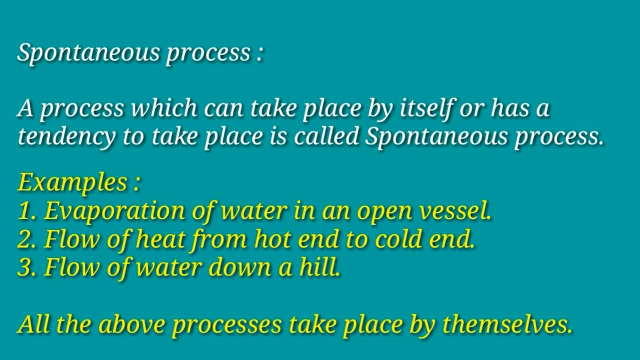 Spontaneous process :
A process which can take place by itself or has a
tendency to take place is called Spontaneous process.
Examples :
1. Evaporation of water in an open vessel.
2. Flow of heat from hot end to cold end.
3. Flow of water down a hill.
All the above processes take place by themselves.